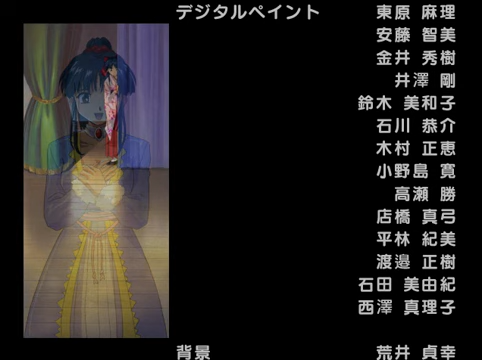 デジタルペイント 東原 麻理
安藤 智美
金井 秀樹
井澤 剛
鈴木 美和子
石川 恭介
木村 正恵
小野島 寛
高瀬 勝
店橋 真弓
平林 紀美
渡邉 正樹
石田 美由紀
西澤 真理子
背景 荒井 貞幸